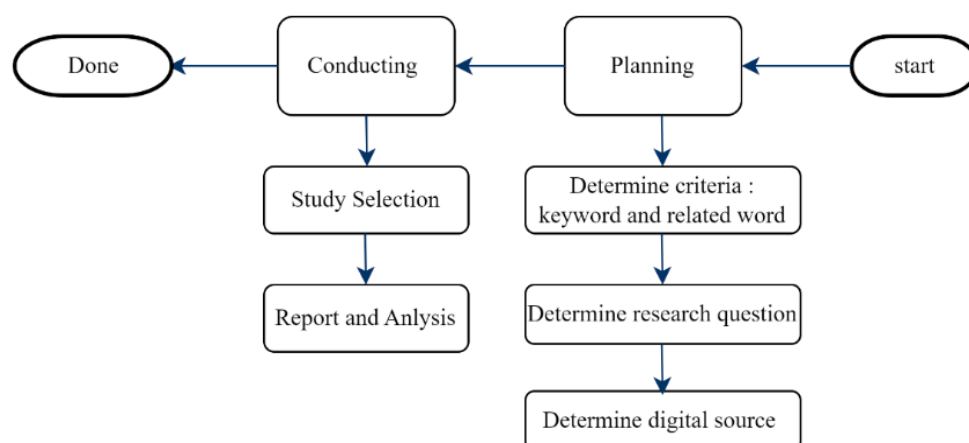 Done
Conducting
Planning
start
Study Selection
Determine criteria :
keyword and related word
Report and Anlysis
Determine research question
Determine digital source